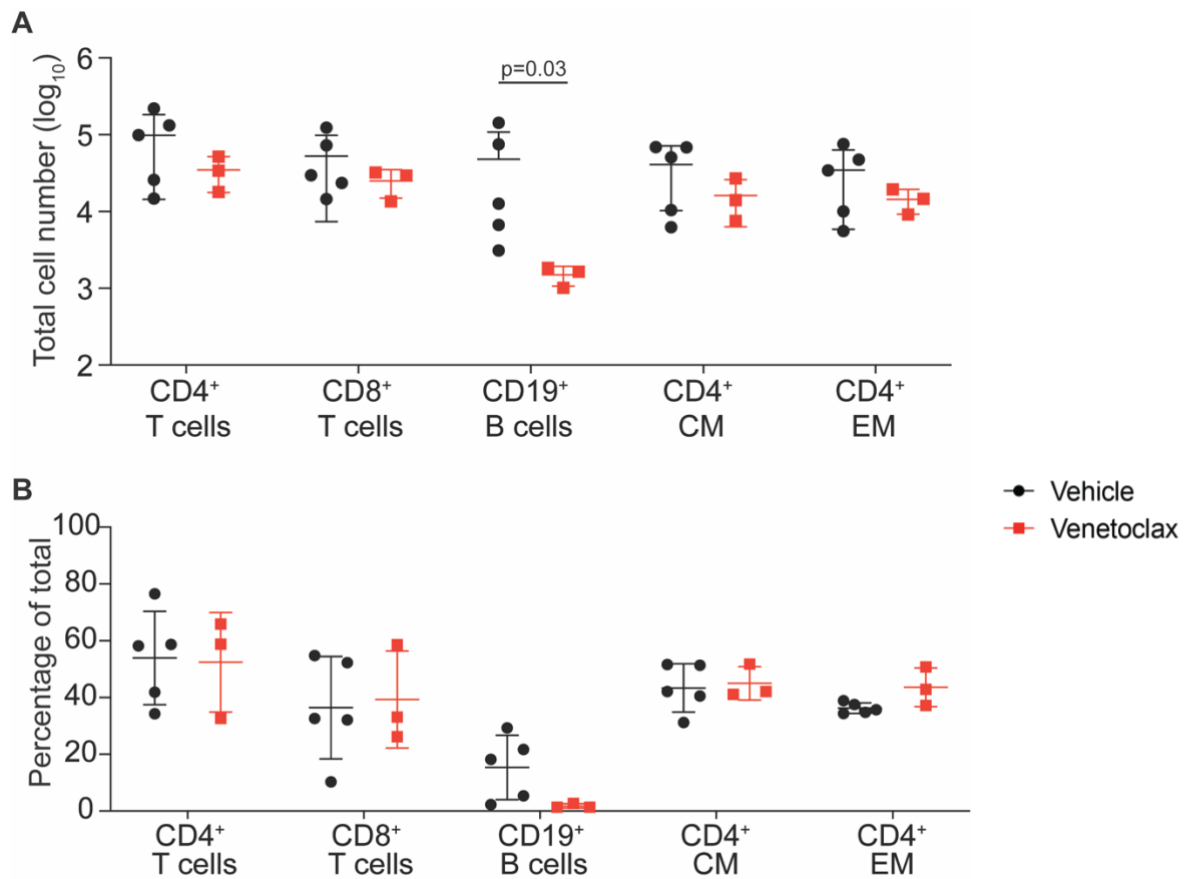 A
Total cell number (log₁₀)
6
5
4
3
2
p=0.03
CD4⁺
T cells
CD8⁺
T cells
CD19⁺
B cells
CD4⁺
CM
CD4⁺
EM
B
Percentage of total
100
80
60
40
20
0
CD4⁺
T cells
CD8⁺
T cells
CD19⁺
B cells
CD4⁺
CM
CD4⁺
EM
Vehicle
Venetoclax